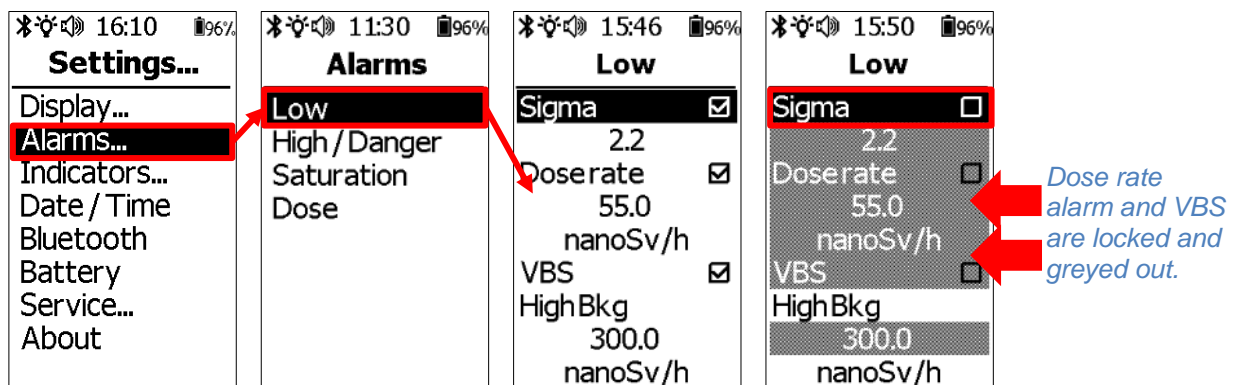 16:10 96%
Settings...
Display...
Alarms...
Indicators...
Date / Time
Bluetooth
Battery
Service...
About
11:30 96%
Alarms
Low
High / Danger
Saturation
Dose
15:46 96%
Low
Sigma
2.2
Dose rate
55.0
nanoSv/h
VBS
High Bkg
300.0
nanoSv/h
15:50 96%
Low
Sigma
2.2
Dose rate
55.0
nanoSv/h
VBS
High Bkg
300.0
nanoSv/h
Dose rate
alarm and VBS
are locked and
greyed out.